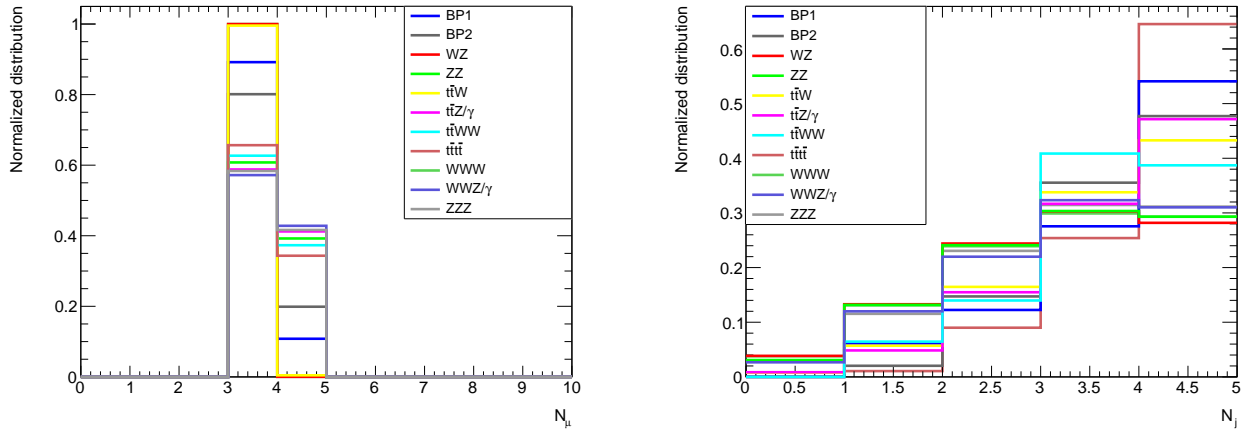 Normalized distribution
1
0.8
0.6
0.4
0.2
0
0 1 2 3 4 5 6 7 8 9 10
N_μ
BP1
BP2
WZ
ZZ
tt̄W
tt̄Z/γ
tt̄WW
tt̄tt̄
WWW
WWZ/γ
ZZZ
Normalized distribution
0.6
0.5
0.4
0.3
0.2
0.1
0
0 0.5 1 1.5 2 2.5 3 3.5 4 4.5 5
N_j
BP1
BP2
WZ
ZZ
tt̄W
tt̄Z/γ
tt̄WW
tt̄tt̄
WWW
WWZ/γ
ZZZ